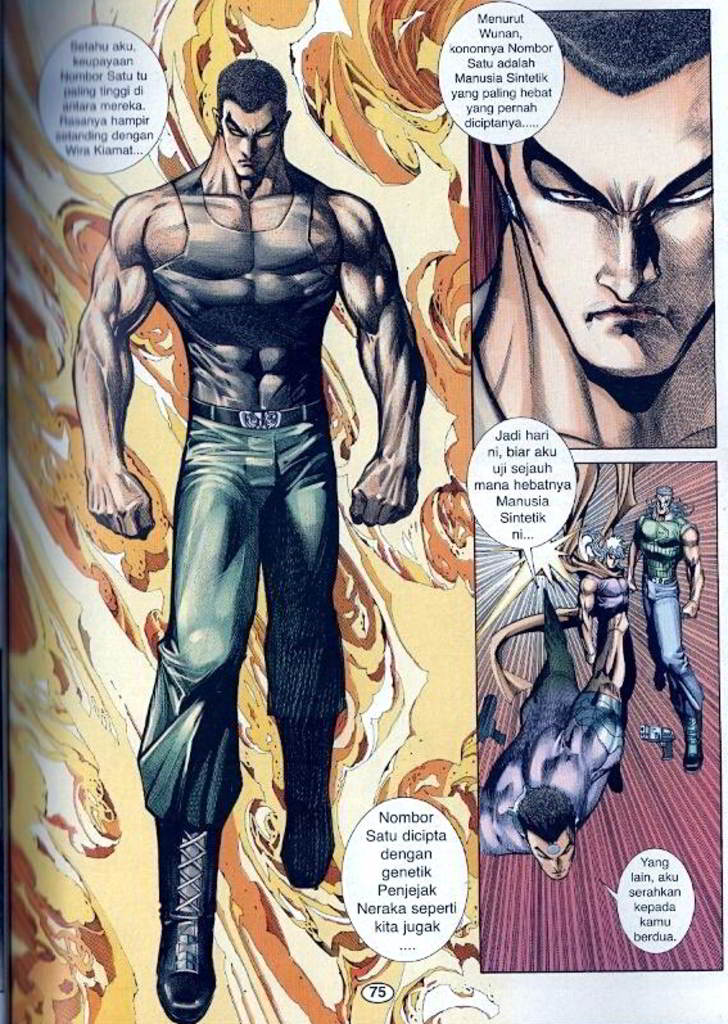 Setahu aku,
keupayaan
Nombor Satu tu
paling tinggi di
antara mereka.
Rasanya hampir
setanding dengan
Wira Kiamat...
Menurut
Wunan,
kononnya Nombor
Satu adalah
Manusia Sintetik
yang paling hebat
yang pernah
diciptanya.....
Jadi hari
ni, biar aku
uji sejauh
mana hebatnya
Manusia
Sintetik
ni...
Nombor
Satu dicipta
dengan
genetik
Penjejak
Neraka seperti
kita jugak
....
Yang
lain, aku
serahkan
kepada
kamu
berdua.
75